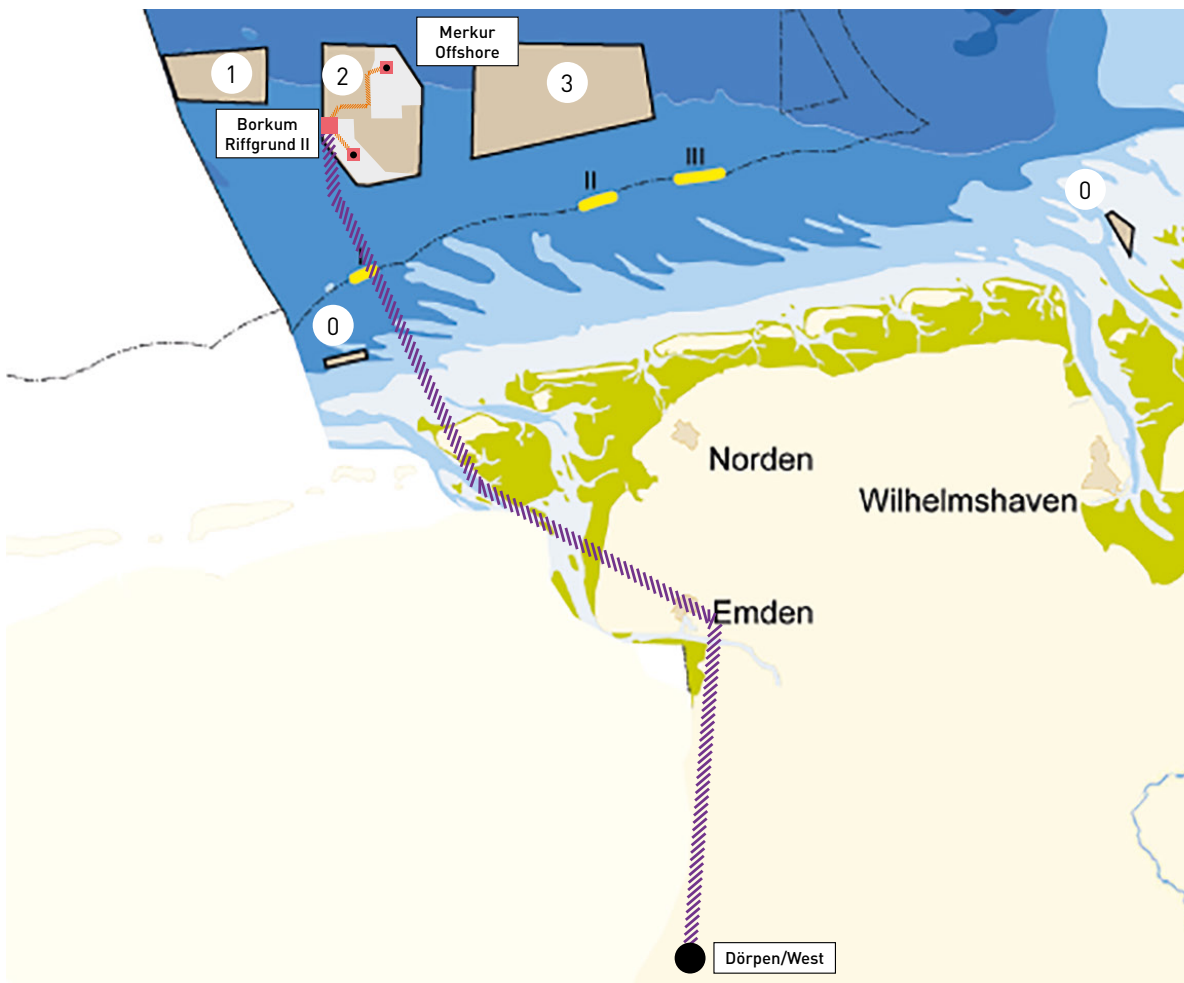 Merkur
Offshore
1
2
3
Borkum
Riffgrund II
III
II
0
I
0
Norden
Wilhelmshaven
Emden
Dörpen/West